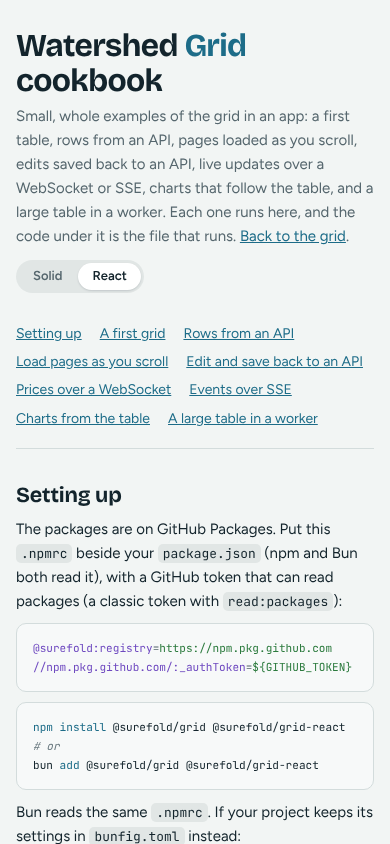 Watershed Grid
cookbook
Small, whole examples of the grid in an app: a first
table, rows from an API, pages loaded as you scroll,
edits saved back to an API, live updates over a
WebSocket or SSE, charts that follow the table, and a
large table in a worker. Each one runs here, and the
code under it is the file that runs. Back to the grid.
Solid React
Setting up A first grid Rows from an API
Load pages as you scroll Edit and save back to an API
Prices over a WebSocket Events over SSE
Charts from the table A large table in a worker
Setting up
The packages are on GitHub Packages. Put this
.npmrc beside your package.json (npm and Bun
both read it), with a GitHub token that can read
packages (a classic token with read:packages):
@surefold:registry=https://npm.pkg.github.com
//npm.pkg.github.com/:_authToken=${GITHUB_TOKEN}
npm install @surefold/grid @surefold/grid-react
# or
bun add @surefold/grid @surefold/grid-react
Bun reads the same .npmrc. If your project keeps its
settings in bunfig.toml instead: